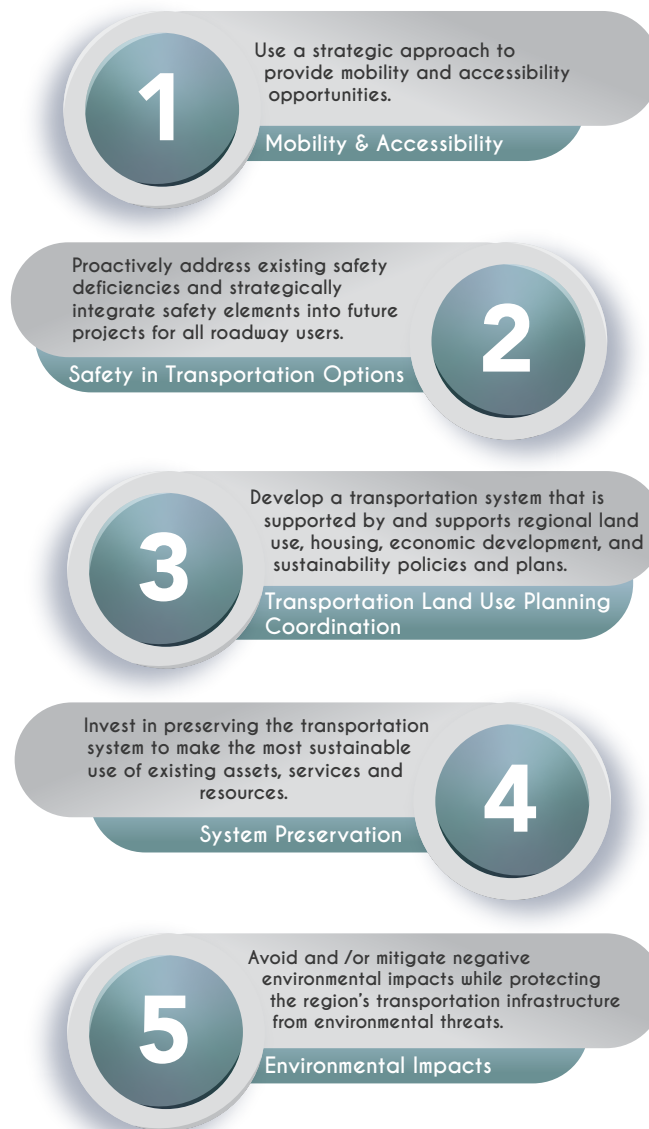 1
Use a strategic approach to
provide mobility and accessibility
opportunities.
Mobility & Accessibility
Proactively address existing safety
deficiencies and strategically
integrate safety elements into future
projects for all roadway users.
2
Safety in Transportation Options
3
Develop a transportation system that is
supported by and supports regional land
use, housing, economic development, and
sustainability policies and plans.
Transportation Land Use Planning
Coordination
Invest in preserving the transportation
system to make the most sustainable
use of existing assets, services and
resources.
4
System Preservation
5
Avoid and /or mitigate negative
environmental impacts while protecting
the region's transportation infrastructure
from environmental threats.
Environmental Impacts